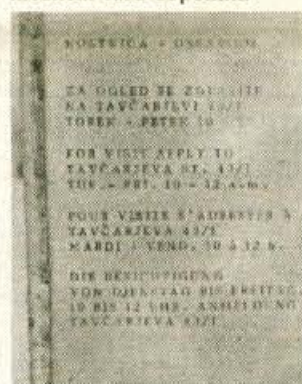 KOSTNICA - OSSARIUM
ZA OGLED SE ZGLASITE
NA TAVČARJEVI 43/I
TOREK - PETEK 10
FOR VISIT APPLY TO
TAVČARJEVA ST. 43/I
TUE. - FRI. 10 - 12 a.m.
POUR VISITE S'ADRESSER À
TAVČARJEVA 43/I
MARDI - VEND. 10 à 12 h.
DIE BESICHTIGUNG
VON DIENSTAG BIS FREITAG,
10 BIS 12 UHR. ANMELDUNG
TAVČARJEVA 43/I